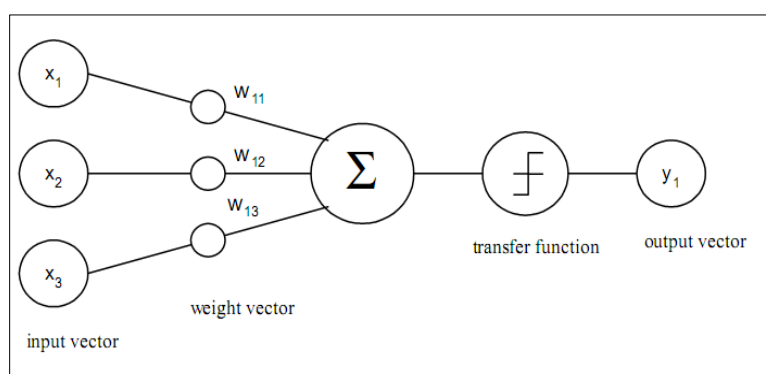 x1
W11
x2
W12
Σ
y1
W13
x3
transfer function
output vector
weight vector
input vector